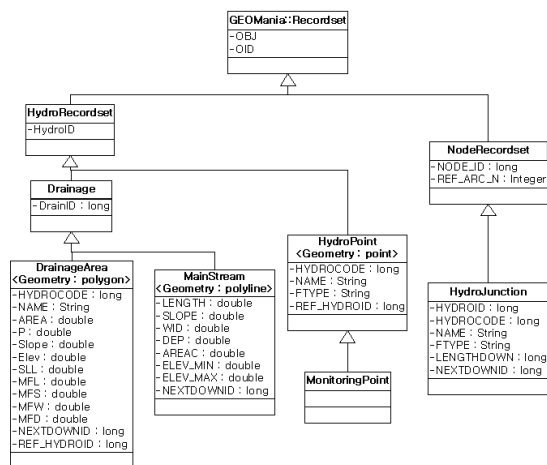 GEOMania::Recordset
-OBJ
-OID
HydroRecordset
-HydroID
NodeRecordset
-NODE_ID : long
-REF_ARC_N : Integer
Drainage
-DrainID : long
HydroPoint
<Geometry : point>
-HYDROCODE : long
-NAME : String
-FTYPE : String
-REF_HYDROID : long
DrainageArea
<Geometry : polygon>
-HYDROCODE : long
-NAME : String
-AREA : double
-P : double
-Slope : double
-Elev : double
-SLL : double
-MFL : double
-MFS : double
-MFW : double
-MFD : double
-NEXTDOWNID : long
-REF_HYDROID : long
MainStream
<Geometry : polyline>
-LENGTH : double
-SLOPE : double
-WID : double
-DEP : double
-AREAC : double
-ELEV_MIN : double
-ELEV_MAX : double
-NEXTDOWNID : long
HydroJunction
-HYDROID : long
-HYDROCODE : long
-NAME : String
-FTYPE : String
-LENGTHDOWN : long
-NEXTDOWNID : long
MonitoringPoint